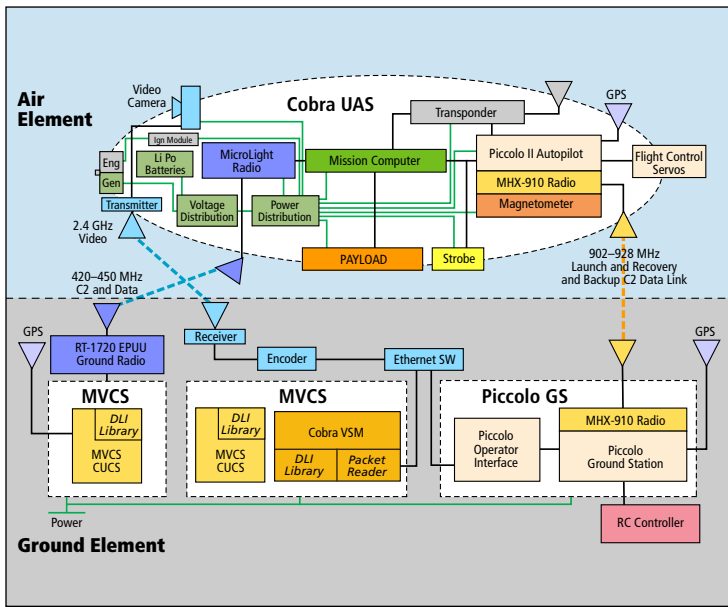 Air
Element
Video
Camera
Cobra UAS
GPS
Transponder
Ign Module
Eng
Gen
Li Po
Batteries
MicroLight
Radio
Mission Computer
Piccolo II Autopilot
MHX-910 Radio
Magnetometer
Flight Control
Servos
Transmitter
Voltage
Distribution
Power
Distribution
2.4 GHz
Video
PAYLOAD
Strobe
420–450 MHz
C2 and Data
902–928 MHz
Launch and Recovery
and Backup C2 Data Link
GPS
RT-1720 EPUU
Ground Radio
Receiver
Encoder
Ethernet SW
GPS
MVCS
DLI
Library
MVCS
CUCS
MVCS
DLI
Library
MVCS
CUCS
Cobra VSM
DLI
Library
Packet
Reader
Piccolo GS
Piccolo
Operator
Interface
MHX-910 Radio
Piccolo
Ground Station
Power
RC Controller
Ground Element